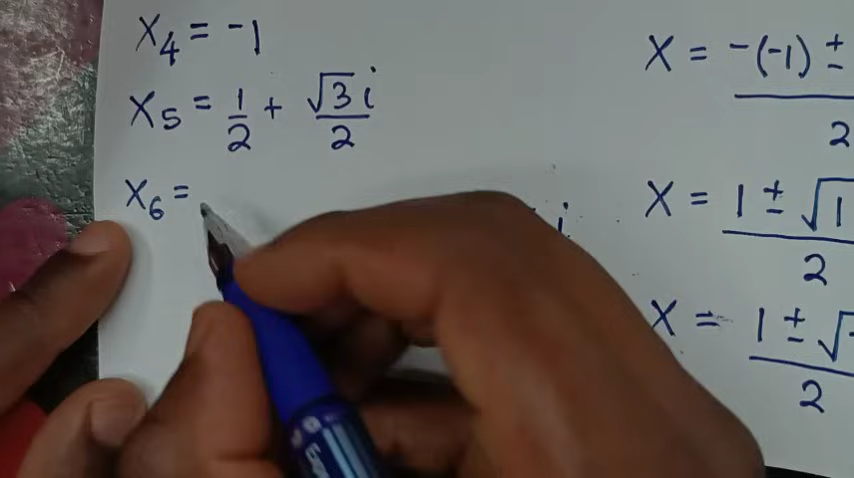 X₄ = -1
X₅ = 1/2 + √3 i/2
X₆ =
X = -(-1) ± / 2
X = 1 ± √1 / 2
X = 1 ± √- / 2
i